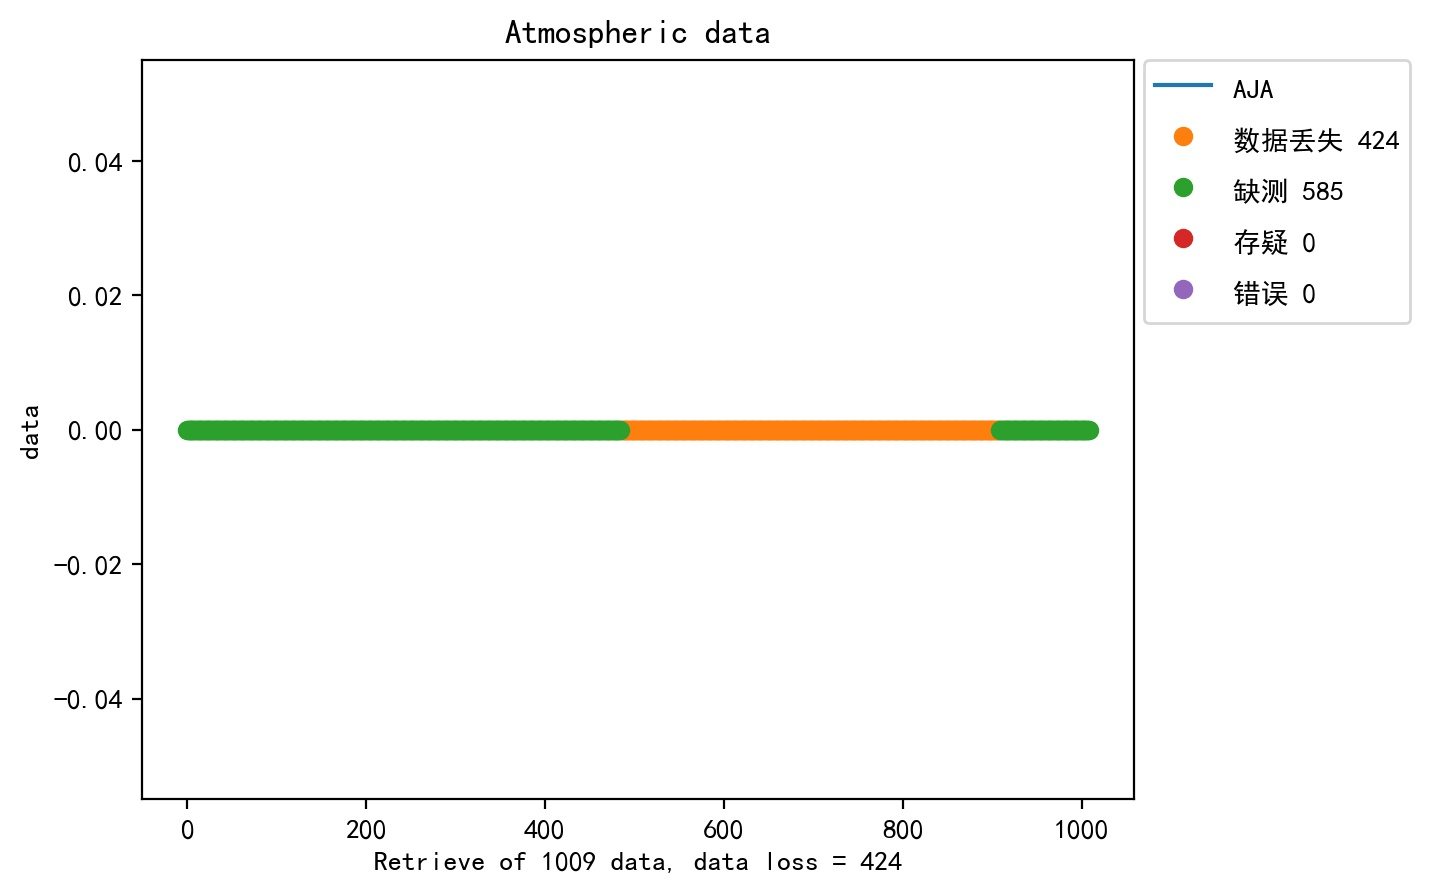 Atmospheric data
AJA
数据丢失 424
缺测 585
存疑 0
错误 0
data
0.04
0.02
0.00
-0.02
-0.04
0 200 400 600 800 1000
Retrieve of 1009 data, data loss = 424